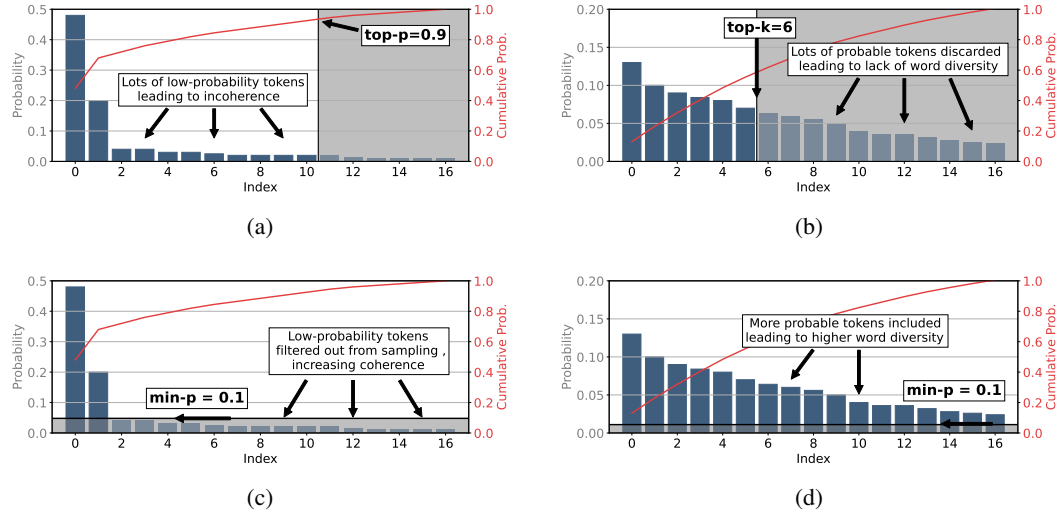 0.5
0.4
0.3
0.2
0.1
0.0
Probability
0 2 4 6 8 10 12 14 16
Index
1.0
0.8
0.6
0.4
0.2
0.0
Cumulative Prob.
top-p=0.9
Lots of low-probability tokens
leading to incoherence
(a)
0.20
0.15
0.10
0.05
0.00
Probability
0 2 4 6 8 10 12 14 16
Index
1.0
0.8
0.6
0.4
0.2
0.0
Cumulative Prob.
top-k=6
Lots of probable tokens discarded
leading to lack of word diversity
(b)
0.5
0.4
0.3
0.2
0.1
0.0
Probability
0 2 4 6 8 10 12 14 16
Index
1.0
0.8
0.6
0.4
0.2
0.0
Cumulative Prob.
Low-probability tokens
filtered out from sampling ,
increasing coherence
min-p = 0.1
(c)
0.20
0.15
0.10
0.05
0.00
Probability
0 2 4 6 8 10 12 14 16
Index
1.0
0.8
0.6
0.4
0.2
0.0
Cumulative Prob.
More probable tokens included
leading to higher word diversity
min-p = 0.1
(d)